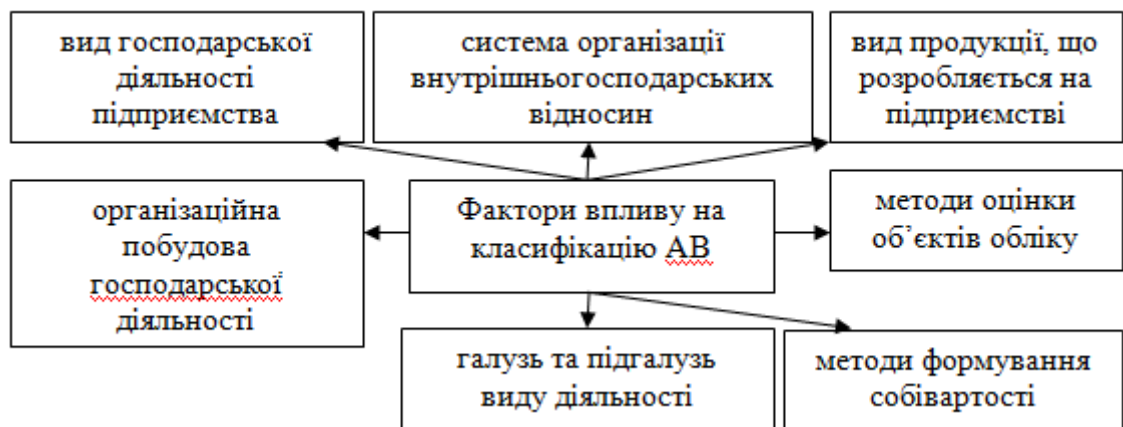 вид господарської
діяльності
підприємства
система організації
внутрішньогосподарських
відносин
вид продукції, що
розробляється на
підприємстві
організаційна
побудова
господарської
діяльності
Фактори впливу на
класифікацію АВ
методи оцінки
об’єктів обліку
галузь та підгалузь
виду діяльності
методи формування
собівартості